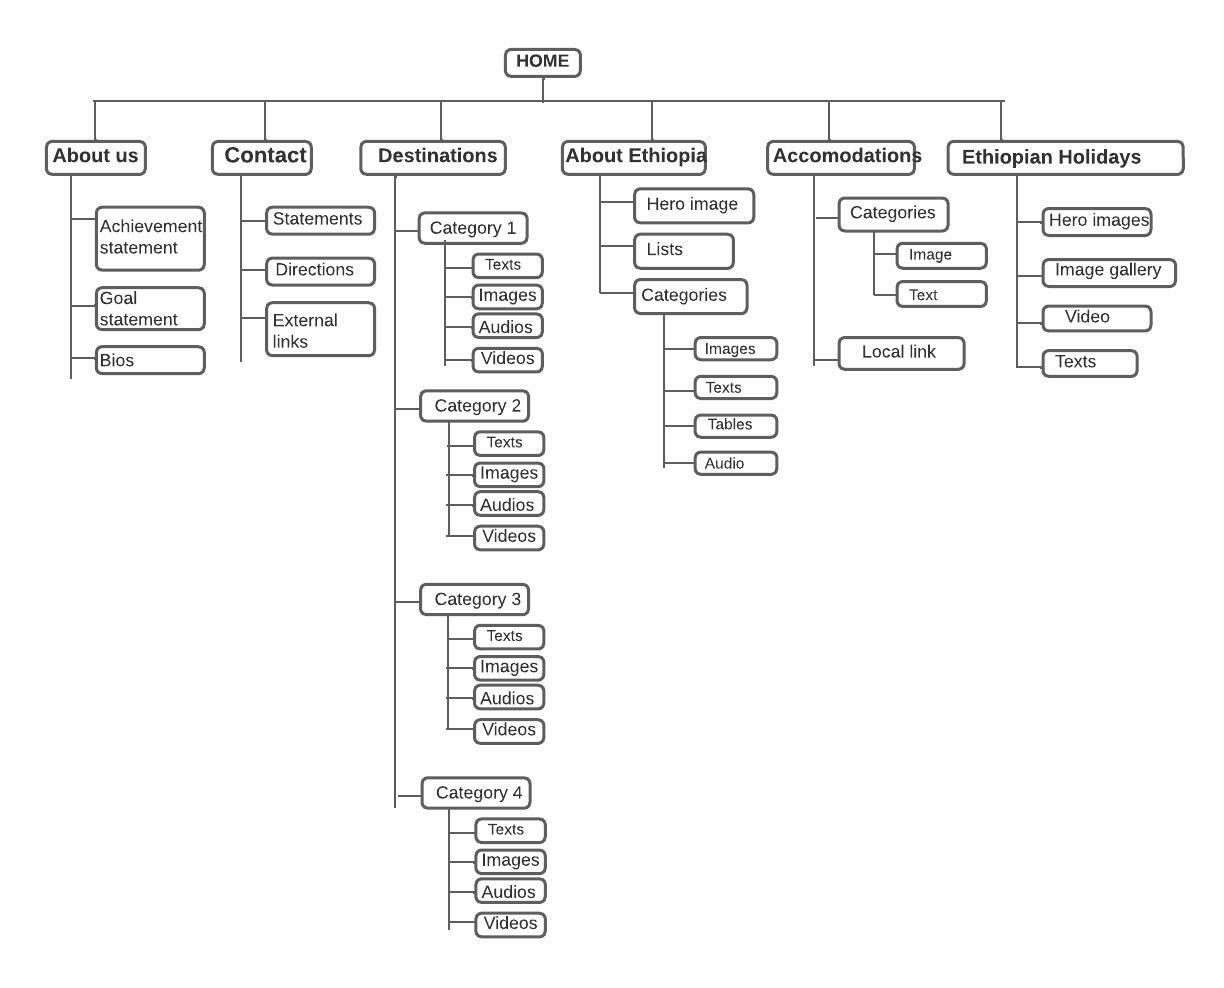 HOME
About us
Contact
Destinations
About Ethiopia
Accomodations
Ethiopian Holidays
Achievement
statement
Goal
statement
Bios
Statements
Directions
External
links
Category 1
Texts
Images
Audios
Videos
Category 2
Texts
Images
Audios
Videos
Category 3
Texts
Images
Audios
Videos
Category 4
Texts
Images
Audios
Videos
Hero image
Lists
Categories
Images
Texts
Tables
Audio
Categories
Image
Text
Local link
Hero images
Image gallery
Video
Texts